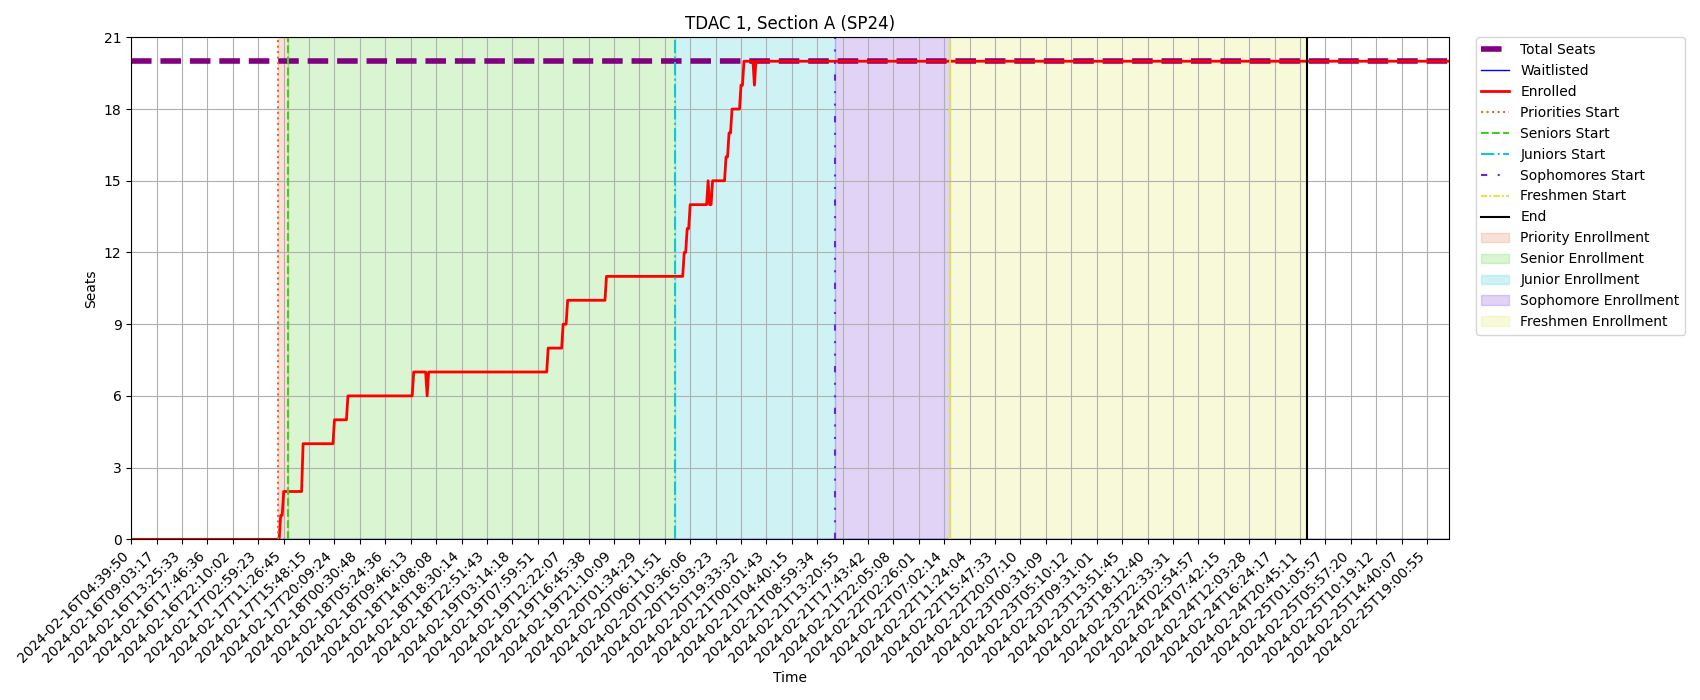 TDAC 1, Section A (SP24)
21
18
15
12
9
6
3
0
Seats
2024-02-16T04:39:50
2024-02-16T09:03:17
2024-02-16T13:25:33
2024-02-16T17:46:36
2024-02-16T22:10:02
2024-02-17T02:59:23
2024-02-17T11:26:45
2024-02-17T15:48:15
2024-02-17T20:09:24
2024-02-18T00:30:48
2024-02-18T05:24:36
2024-02-18T09:46:13
2024-02-18T14:08:08
2024-02-18T18:30:14
2024-02-18T22:51:43
2024-02-19T03:14:18
2024-02-19T07:59:51
2024-02-19T12:22:07
2024-02-19T16:45:38
2024-02-19T21:10:09
2024-02-20T01:34:29
2024-02-20T06:11:51
2024-02-20T10:36:06
2024-02-20T15:03:23
2024-02-20T19:33:32
2024-02-21T00:01:45
2024-02-21T04:40:15
2024-02-21T08:59:34
2024-02-21T13:20:55
2024-02-21T17:43:42
2024-02-21T22:05:08
2024-02-22T02:26:01
2024-02-22T07:02:14
2024-02-22T11:24:04
2024-02-22T15:47:33
2024-02-22T20:07:10
2024-02-23T00:31:09
2024-02-23T05:10:12
2024-02-23T09:31:01
2024-02-23T13:51:45
2024-02-23T18:12:40
2024-02-23T22:33:31
2024-02-24T02:54:57
2024-02-24T07:42:15
2024-02-24T12:03:28
2024-02-24T16:24:17
2024-02-24T20:45:11
2024-02-25T01:05:57
2024-02-25T05:57:20
2024-02-25T10:19:12
2024-02-25T14:40:07
2024-02-25T19:00:55
Time
Total Seats
Waitlisted
Enrolled
Priorities Start
Seniors Start
Juniors Start
Sophomores Start
Freshmen Start
End
Priority Enrollment
Senior Enrollment
Junior Enrollment
Sophomore Enrollment
Freshmen Enrollment